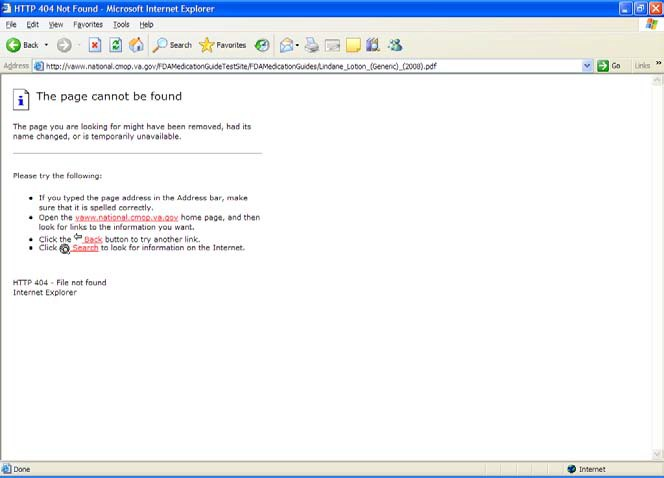 HTTP 404 Not Found - Microsoft Internet Explorer
File Edit View Favorites Tools Help
Back Search Favorites
Address http://vaww.national.cmop.va.gov/FDAMedicationGuideTestSite/FDAMedicationGuides/Lindane_Lotion_(Generic)_(2008).pdf Go Links »
The page cannot be found
The page you are looking for might have been removed, had its
name changed, or is temporarily unavailable.
Please try the following:
• If you typed the page address in the Address bar, make
sure that it is spelled correctly.
• Open the vaww.national.cmop.va.gov home page, and then
look for links to the information you want.
• Click the Back button to try another link.
• Click Search to look for information on the Internet.
HTTP 404 - File not found
Internet Explorer
Done Internet